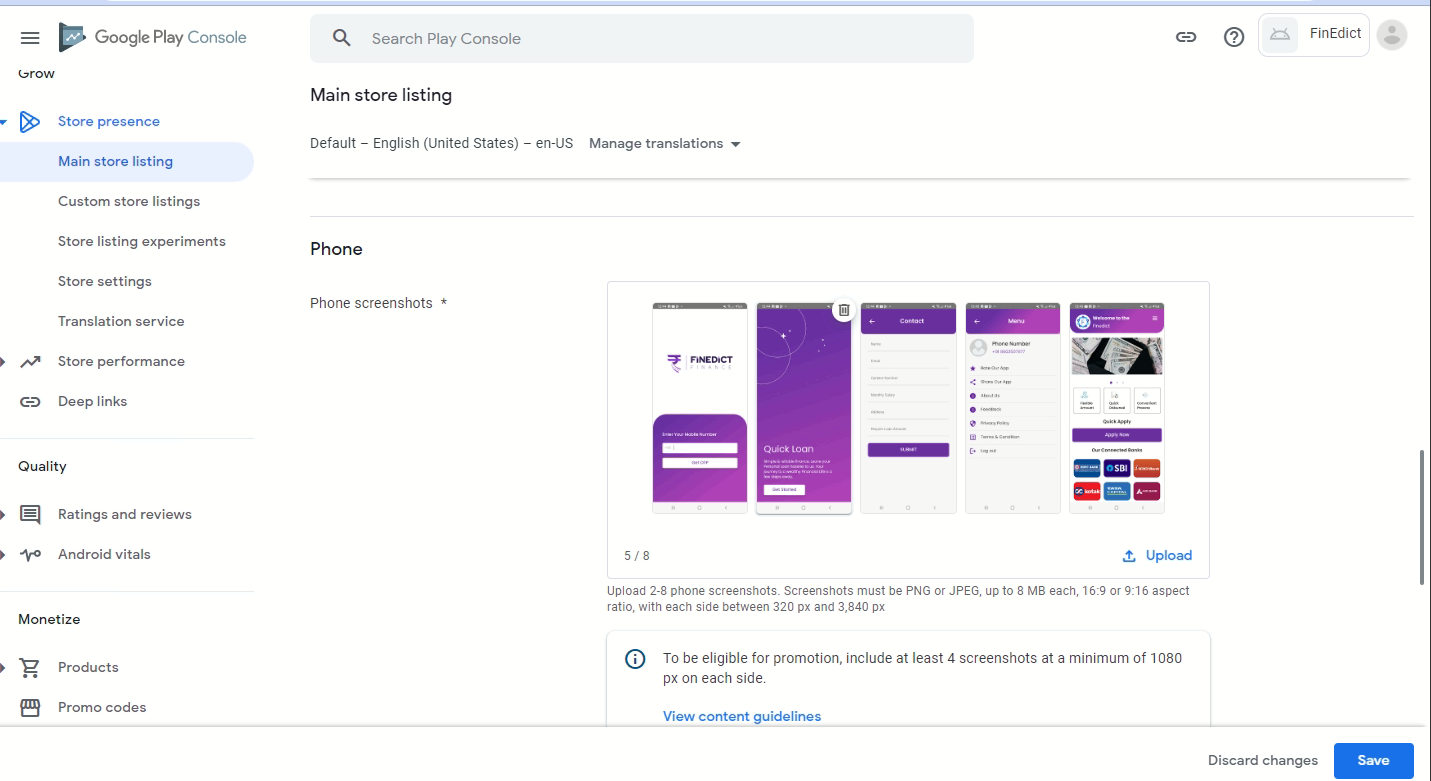 Google Play Console
Search Play Console
FinEdict
Grow
Store presence
Main store listing
Custom store listings
Store listing experiments
Store settings
Translation service
Store performance
Deep links
Quality
Ratings and reviews
Android vitals
Monetize
Products
Promo codes
Main store listing
Default – English (United States) – en-US Manage translations
Phone
Phone screenshots *
FiNEDiCT
FINANCE
Enter Your Mobile Number
GET OTP
Quick Loan
Get Started
Contact
Name
Email
SUBMIT
Menu
Phone Number
Rate Our App
Share Our App
About Us
Feedback
Privacy Policy
Terms & Condition
Log out
Welcome to the
Finedict
Quick Apply
Apply Now
Our Connected Banks
SBI
kotak
5 / 8
Upload
Upload 2-8 phone screenshots. Screenshots must be PNG or JPEG, up to 8 MB each, 16:9 or 9:16 aspect
ratio, with each side between 320 px and 3,840 px
To be eligible for promotion, include at least 4 screenshots at a minimum of 1080
px on each side.
View content guidelines
Discard changes
Save